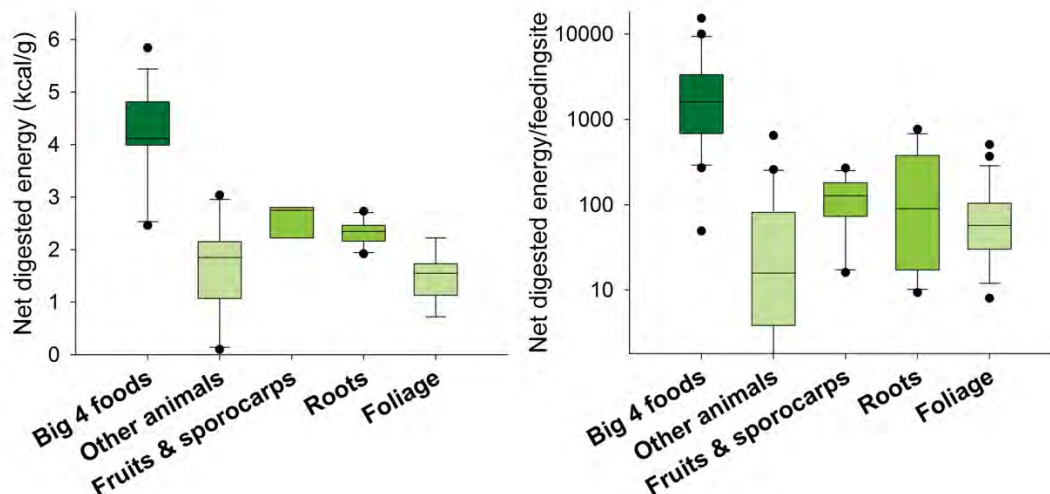 Net digested energy (kcal/g)
6
5
4
3
2
1
0
Big 4 foods
Other animals
Fruits & sporocarps
Roots
Foliage
Net digested energy/feedingsite
10000
1000
100
10
Big 4 foods
Other animals
Fruits & sporocarps
Roots
Foliage